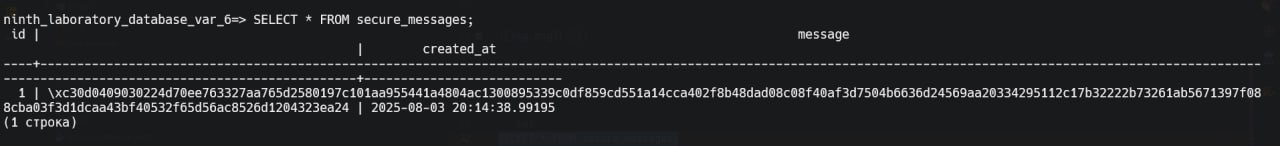 ninth_laboratory_database_var_6=> SELECT * FROM secure_messages;
id | message
| created_at
----+------------------------------------------------------------------------------------------------------------------------------------------------------------
---------------------------------------------+-------------------------
1 | \xc30d0409030224d70ee763327aa765d2580197c101aa955441a4804ac1300895339c0df859cd551a14cca402f8b48dad08c08f40af3d7504b6636d24569aa20334295112c17b32222b73261ab5671397f08
8cba03f3d1dcaa43bf40532f65d56ac8526d1204323ea24 | 2025-08-03 20:14:38.99195
(1 строка)